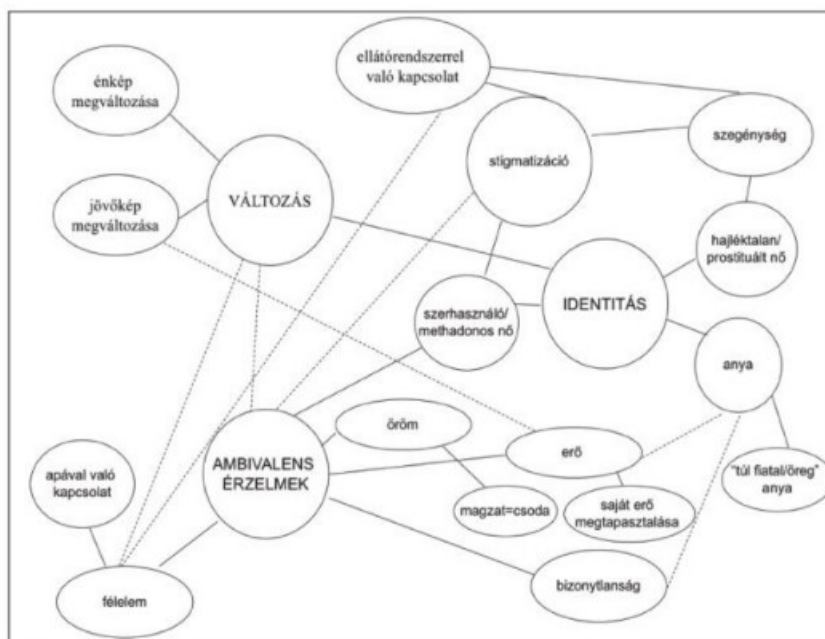 ellátórendszerrel
való kapcsolat
énkép
megváltozása
szegénység
stigmatizáció
VÁLTOZÁS
jövőkép
megváltozása
hajléktalan/
prostituált nő
IDENTITÁS
szerhasználó/
methadonos nő
anya
öröm
erő
AMBIVALENS
ÉRZELMEK
apával való
kapcsolat
"túl fiatal/öreg"
anya
magzat=csoda
saját erő
megtapasztalása
bizonytlanság
félelem